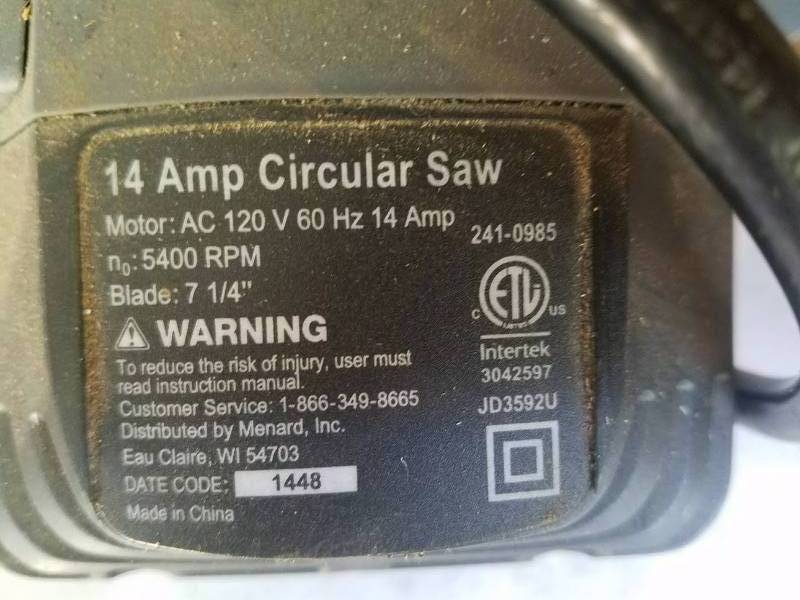 14 Amp Circular Saw
Motor: AC 120 V 60 Hz 14 Amp
241-0985
n₀: 5400 RPM
Blade: 7 1/4"
ETL
C US
LISTED
Intertek
3042597
WARNING
To reduce the risk of injury, user must
read instruction manual.
Customer Service: 1-866-349-8665
JD3592U
Distributed by Menard, Inc.
Eau Claire, WI 54703
DATE CODE: 1448
Made in China